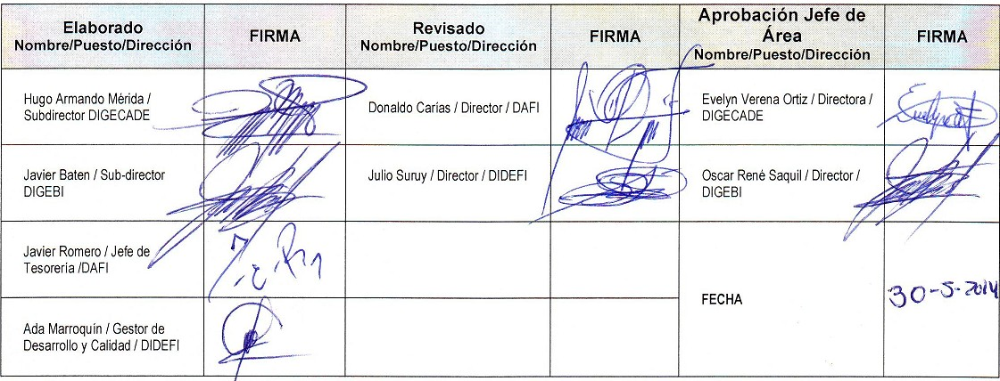 Elaborado
Nombre/Puesto/Dirección
FIRMA
Revisado
Nombre/Puesto/Dirección
FIRMA
Aprobación Jefe de
Área
Nombre/Puesto/Dirección
FIRMA
Hugo Armando Mérida /
Subdirector DIGECADE
Donaldo Carías / Director / DAFI
Evelyn Verena Ortiz / Directora /
DIGECADE
Javier Baten / Sub-director
DIGEBI
Julio Suruy / Director / DIDEFI
Oscar René Saquil / Director /
DIGEBI
Javier Romero / Jefe de
Tesorería /DAFI
FECHA
30-5-2014
Ada Marroquín / Gestor de
Desarrollo y Calidad / DIDEFI